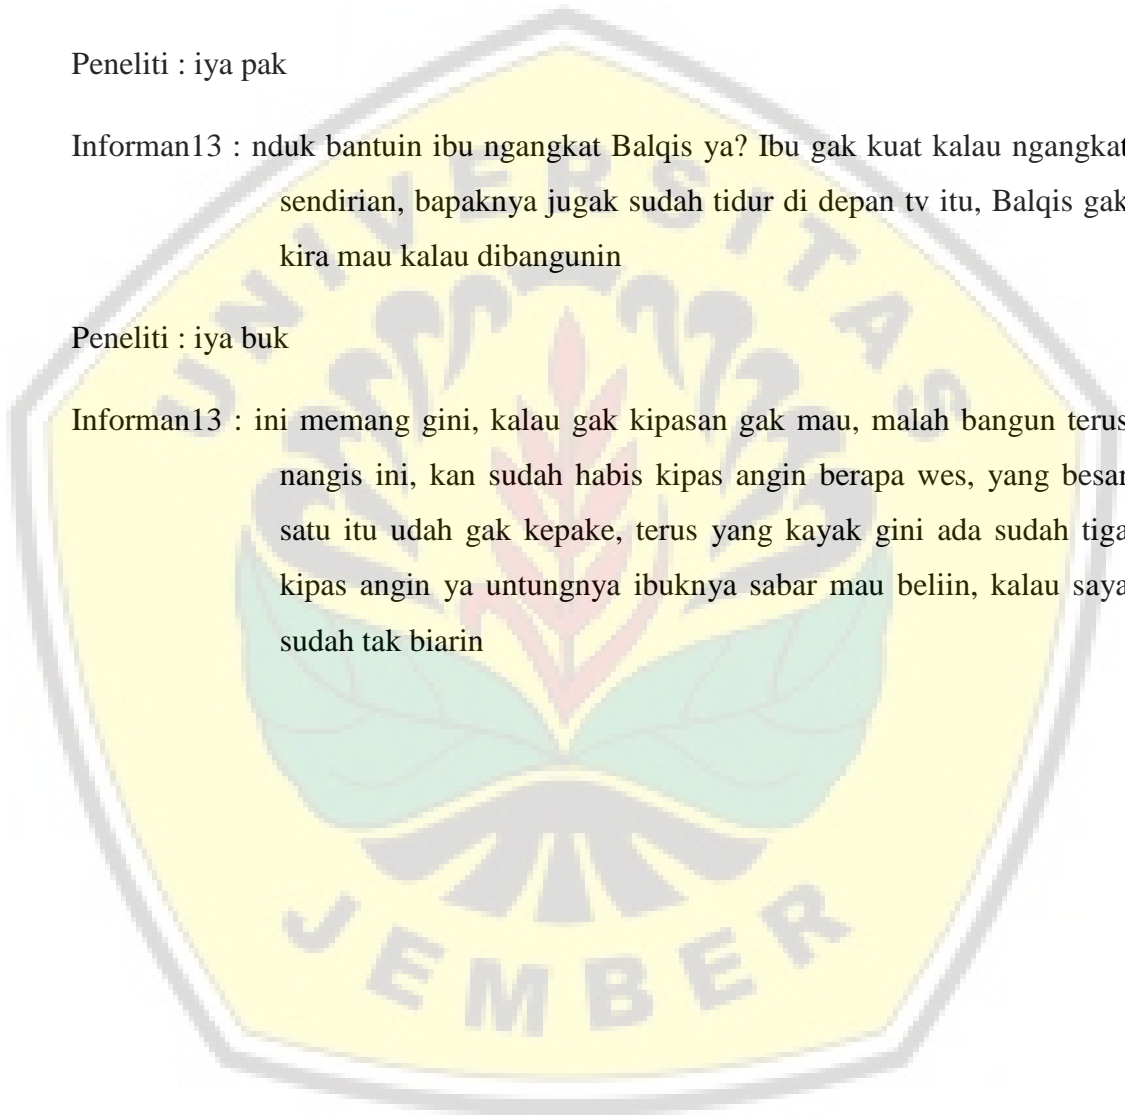 Peneliti : iya pak
Informan13 : nduk bantuin ibu ngangkat Balqis ya? Ibu gak kuat kalau ngangkat
sendirian, bapaknya jugak sudah tidur di depan tv itu, Balqis gak
kira mau kalau dibangunin
Peneliti : iya buk
Informan13 : ini memang gini, kalau gak kipasan gak mau, malah bangun terus
nangis ini, kan sudah habis kipas angin berapa wes, yang besar
satu itu udah gak kepake, terus yang kayak gini ada sudah tiga
kipas angin ya untungnya ibuknya sabar mau beliin, kalau saya
sudah tak biarin
UNIVERSITAS
JEMBER